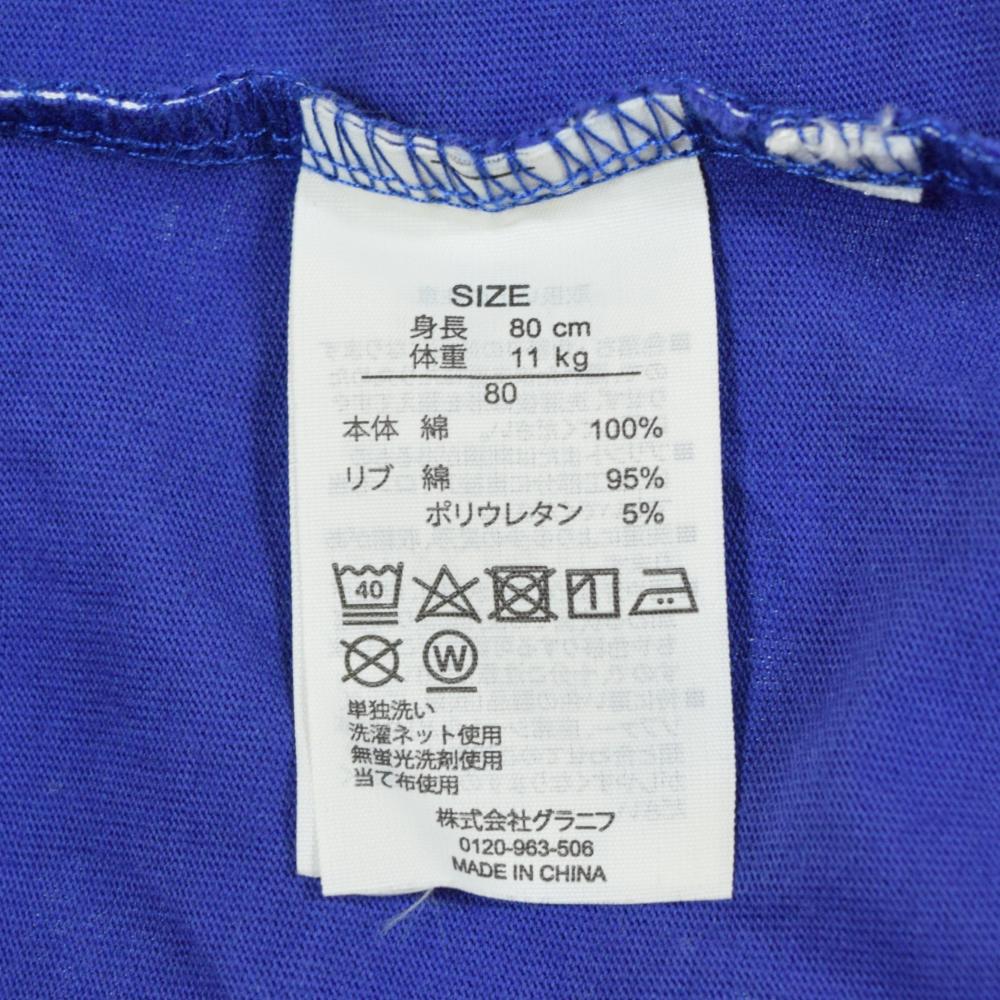 SIZE
身長 80 cm
体重 11 kg
80
本体 綿 100%
リブ 綿 95%
ポリウレタン 5%
40
W
単独洗い
洗濯ネット使用
無蛍光洗剤使用
当て布使用
株式会社グラニフ
0120-963-506
MADE IN CHINA